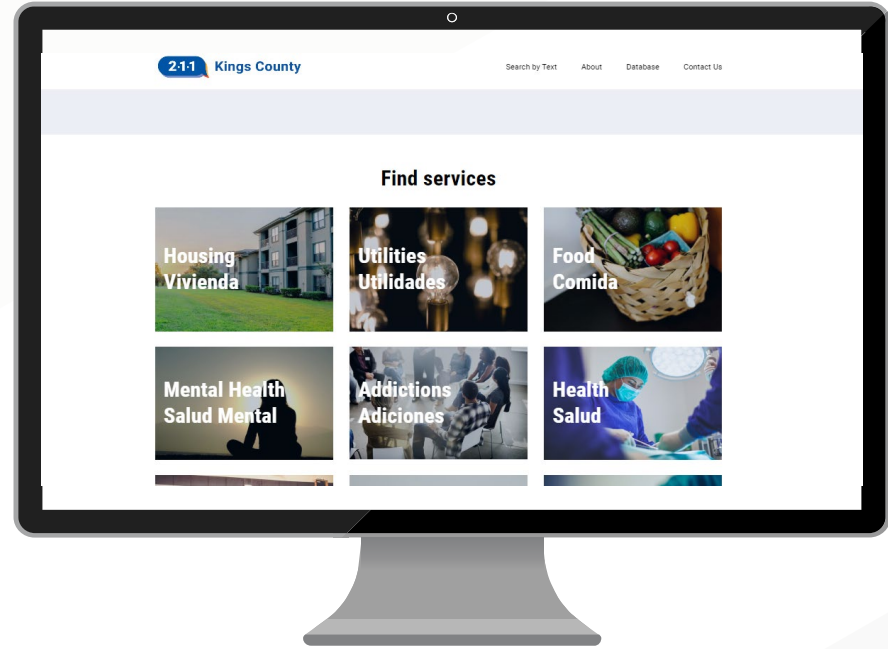 2·1·1 Kings County
Search by Text About Database Contact Us
Find services
Housing
Vivienda
Utilities
Utilidades
Food
Comida
Mental Health
Salud Mental
Addictions
Adiciones
Health
Salud